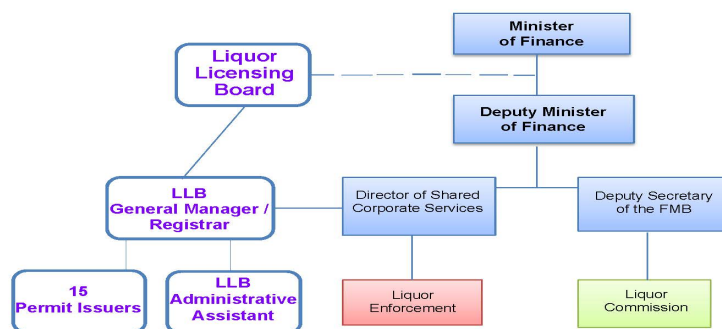 Minister
of Finance
Liquor
Licensing
Board
Deputy Minister
of Finance
LLB
General Manager /
Registrar
Director of Shared
Corporate Services
Deputy Secretary
of the FMB
15
Permit Issuers
LLB
Administrative
Assistant
Liquor
Enforcement
Liquor
Commission